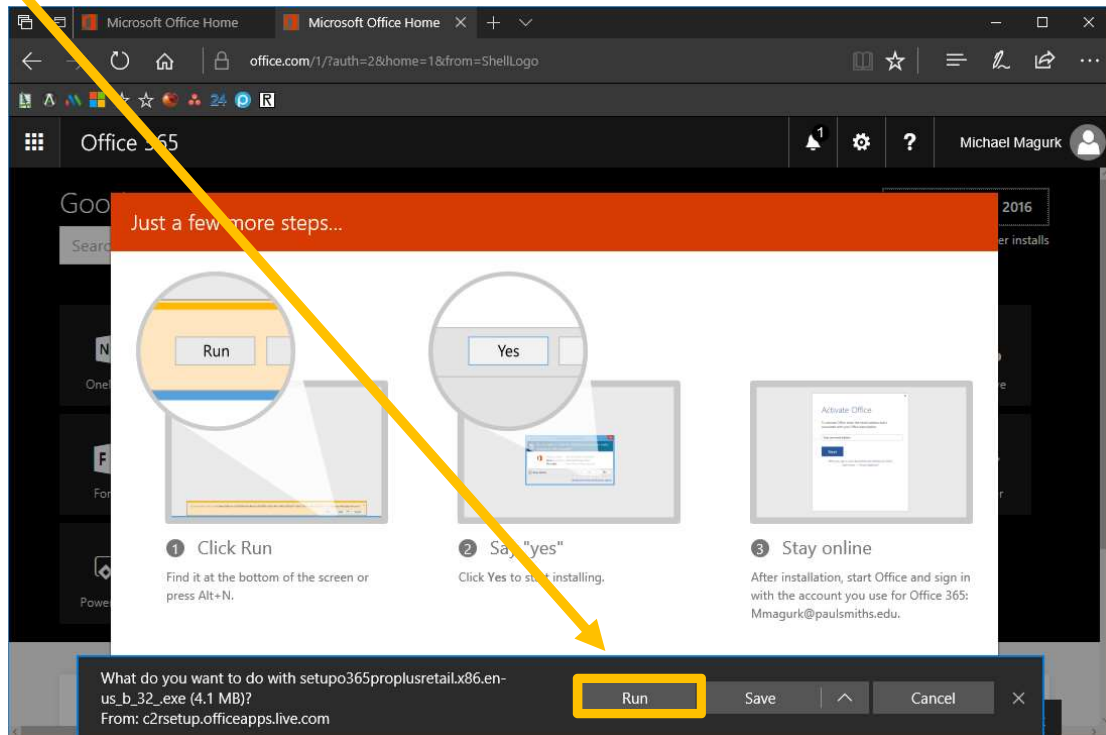 Microsoft Office Home
Microsoft Office Home
office.com/1/?auth=2&home=1&from=ShellLogo
24
R
Office 365
1
?
Michael Magurk
Goo
2016
Searc
er installs
Just a few more steps...
Run
Yes
Activate Office
N
OneN
F
For
Power
1 Click Run
Find it at the bottom of the screen or
press Alt+N.
2 Say "yes"
Click Yes to start installing.
3 Stay online
After installation, start Office and sign in
with the account you use for Office 365:
Mmagurk@paulsmiths.edu.
What do you want to do with setupo365proplusretail.x86.en-
us_b_32_.exe (4.1 MB)?
From: c2rsetup.officeapps.live.com
Run
Save
Cancel